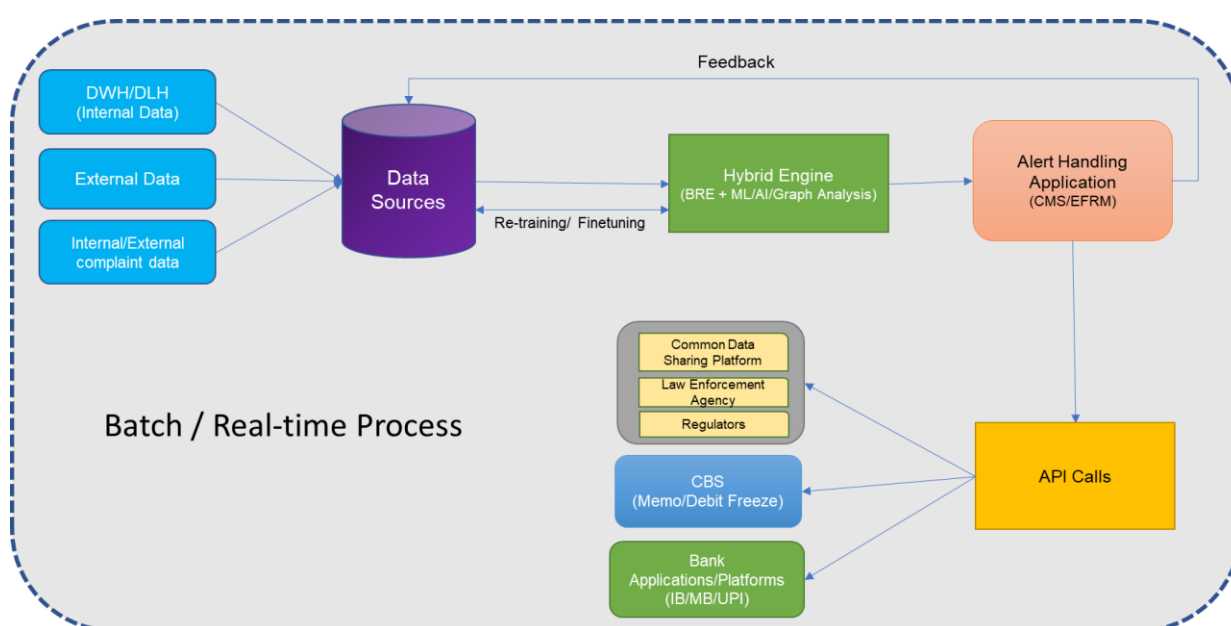 Feedback
DWH/DLH
(Internal Data)
External Data
Internal/External
complaint data
Data
Sources
Re-training/ Finetuning
Hybrid Engine
(BRE + ML/AI/Graph Analysis)
Alert Handling
Application
(CMS/EFRM)
Batch / Real-time Process
Common Data
Sharing Platform
Law Enforcement
Agency
Regulators
CBS
(Memo/Debit Freeze)
Bank
Applications/Platforms
(IB/MB/UPI)
API Calls